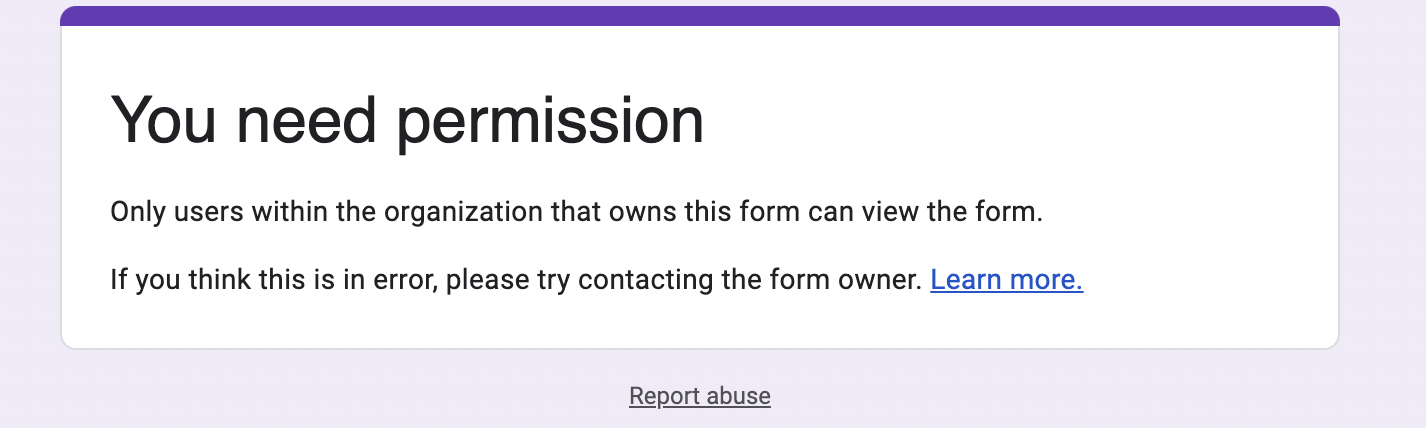 You need permission
Only users within the organization that owns this form can view the form.
If you think this is in error, please try contacting the form owner. Learn more.
Report abuse